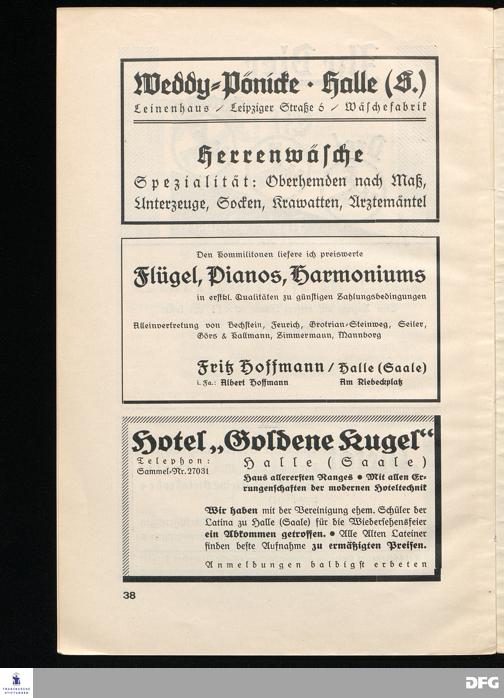 Weddy-Pönicke · Halle (S.)
Leinenhaus / Leipziger Straße 6 / Wäschefabrik
Herrenwäsche
Spezialität: Oberhemden nach Maß,
Unterzeuge, Socken, Krawatten, Ärztemäntel
Den Kommilitonen liefere ich preiswerte
Flügel, Pianos, Harmoniums
in erstkl. Qualitäten zu günstigen Zahlungsbedingungen
Alleinvertretung von Bechstein, Feurich, Grotrian-Steinweg, Seiler,
Görs & Kallmann, Zimmermann, Mannborg
Fritz Hoffmann / Halle (Saale)
i. Fa.: Albert Hoffmann Am Riebeckplatz
Hotel „Goldene Kugel“
Telephon: Halle (Saale)
Sammel-Nr. 27031
Haus allerersten Ranges • Mit allen Er-
rungenschaften der modernen Hoteltechnik
Wir haben mit der Vereinigung ehem. Schüler der
Latina zu Halle (Saale) für die Wiedersehensfeier
ein Abkommen getroffen. • Alle Alten Lateiner
finden beste Aufnahme zu ermäßigten Preisen.
Anmeldungen baldigst erbeten
38
FRANCKESCHE
STIFTUNGEN
DFG